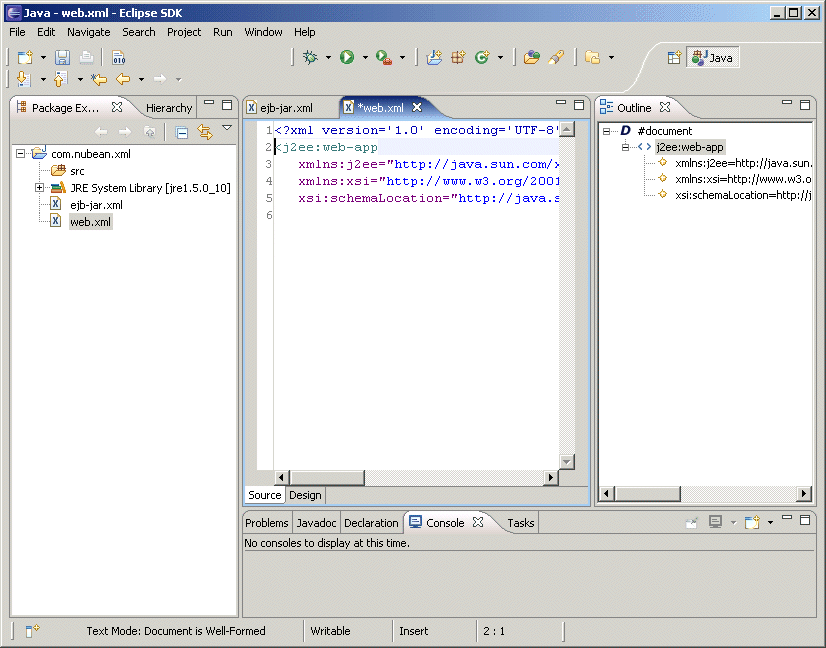 Java - web.xml - Eclipse SDK
File Edit Navigate Search Project Run Window Help
010
Java
Package Ex... Hierarchy
com.nubean.xml
src
JRE System Library [jre1.5.0_10]
ejb-jar.xml
web.xml
ejb-jar.xml *web.xml
1 <?xml version='1.0' encoding='UTF-8'
2 <j2ee:web-app
3 xmlns:j2ee="http://java.sun.com/x
4 xmlns:xsi="http://www.w3.org/2001
5 xsi:schemaLocation="http://java.s
6
Source Design
Outline
D #document
<> j2ee:web-app
xmlns:j2ee=http://java.sun.
xmlns:xsi=http://www.w3.o
xsi:schemaLocation=http://j
Problems Javadoc Declaration Console Tasks
No consoles to display at this time.
Text Mode: Document is Well-Formed Writable Insert 2 : 1